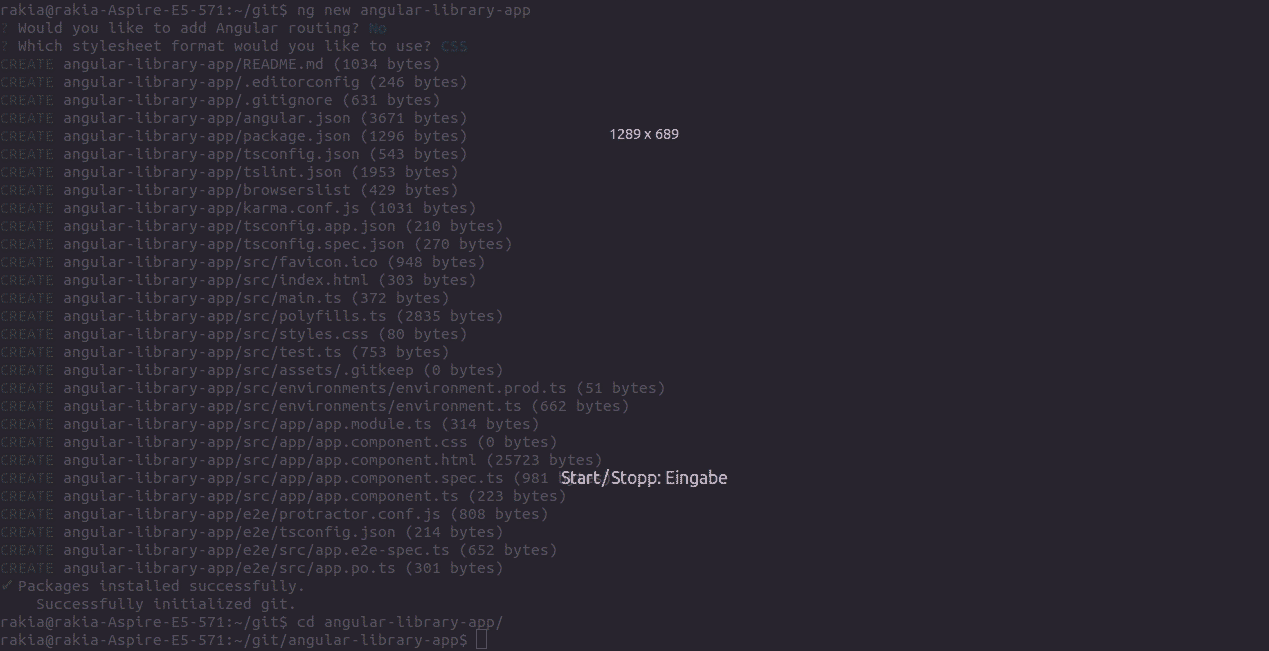 rakia@rakia-Aspire-E5-571:~/git$ ng new angular-library-app
? Would you like to add Angular routing? No
? Which stylesheet format would you like to use? CSS
CREATE angular-library-app/README.md (1034 bytes)
CREATE angular-library-app/.editorconfig (246 bytes)
CREATE angular-library-app/.gitignore (631 bytes)
CREATE angular-library-app/angular.json (3671 bytes)
CREATE angular-library-app/package.json (1296 bytes)
1289 x 689
CREATE angular-library-app/tsconfig.json (543 bytes)
CREATE angular-library-app/tslint.json (1953 bytes)
CREATE angular-library-app/browserslist (429 bytes)
CREATE angular-library-app/karma.conf.js (1031 bytes)
CREATE angular-library-app/tsconfig.app.json (210 bytes)
CREATE angular-library-app/tsconfig.spec.json (270 bytes)
CREATE angular-library-app/src/favicon.ico (948 bytes)
CREATE angular-library-app/src/index.html (303 bytes)
CREATE angular-library-app/src/main.ts (372 bytes)
CREATE angular-library-app/src/polyfills.ts (2835 bytes)
CREATE angular-library-app/src/styles.css (80 bytes)
CREATE angular-library-app/src/test.ts (753 bytes)
CREATE angular-library-app/src/assets/.gitkeep (0 bytes)
CREATE angular-library-app/src/environments/environment.prod.ts (51 bytes)
CREATE angular-library-app/src/environments/environment.ts (662 bytes)
CREATE angular-library-app/src/app/app.module.ts (314 bytes)
CREATE angular-library-app/src/app/app.component.css (0 bytes)
CREATE angular-library-app/src/app/app.component.html (25723 bytes)
CREATE angular-library-app/src/app/app.component.spec.ts (981
Start/Stopp: Eingabe
CREATE angular-library-app/src/app/app.component.ts (223 bytes)
CREATE angular-library-app/e2e/protractor.conf.js (808 bytes)
CREATE angular-library-app/e2e/tsconfig.json (214 bytes)
CREATE angular-library-app/e2e/src/app.e2e-spec.ts (652 bytes)
CREATE angular-library-app/e2e/src/app.po.ts (301 bytes)
✓ Packages installed successfully.
Successfully initialized git.
rakia@rakia-Aspire-E5-571:~/git$ cd angular-library-app/
rakia@rakia-Aspire-E5-571:~/git/angular-library-app$